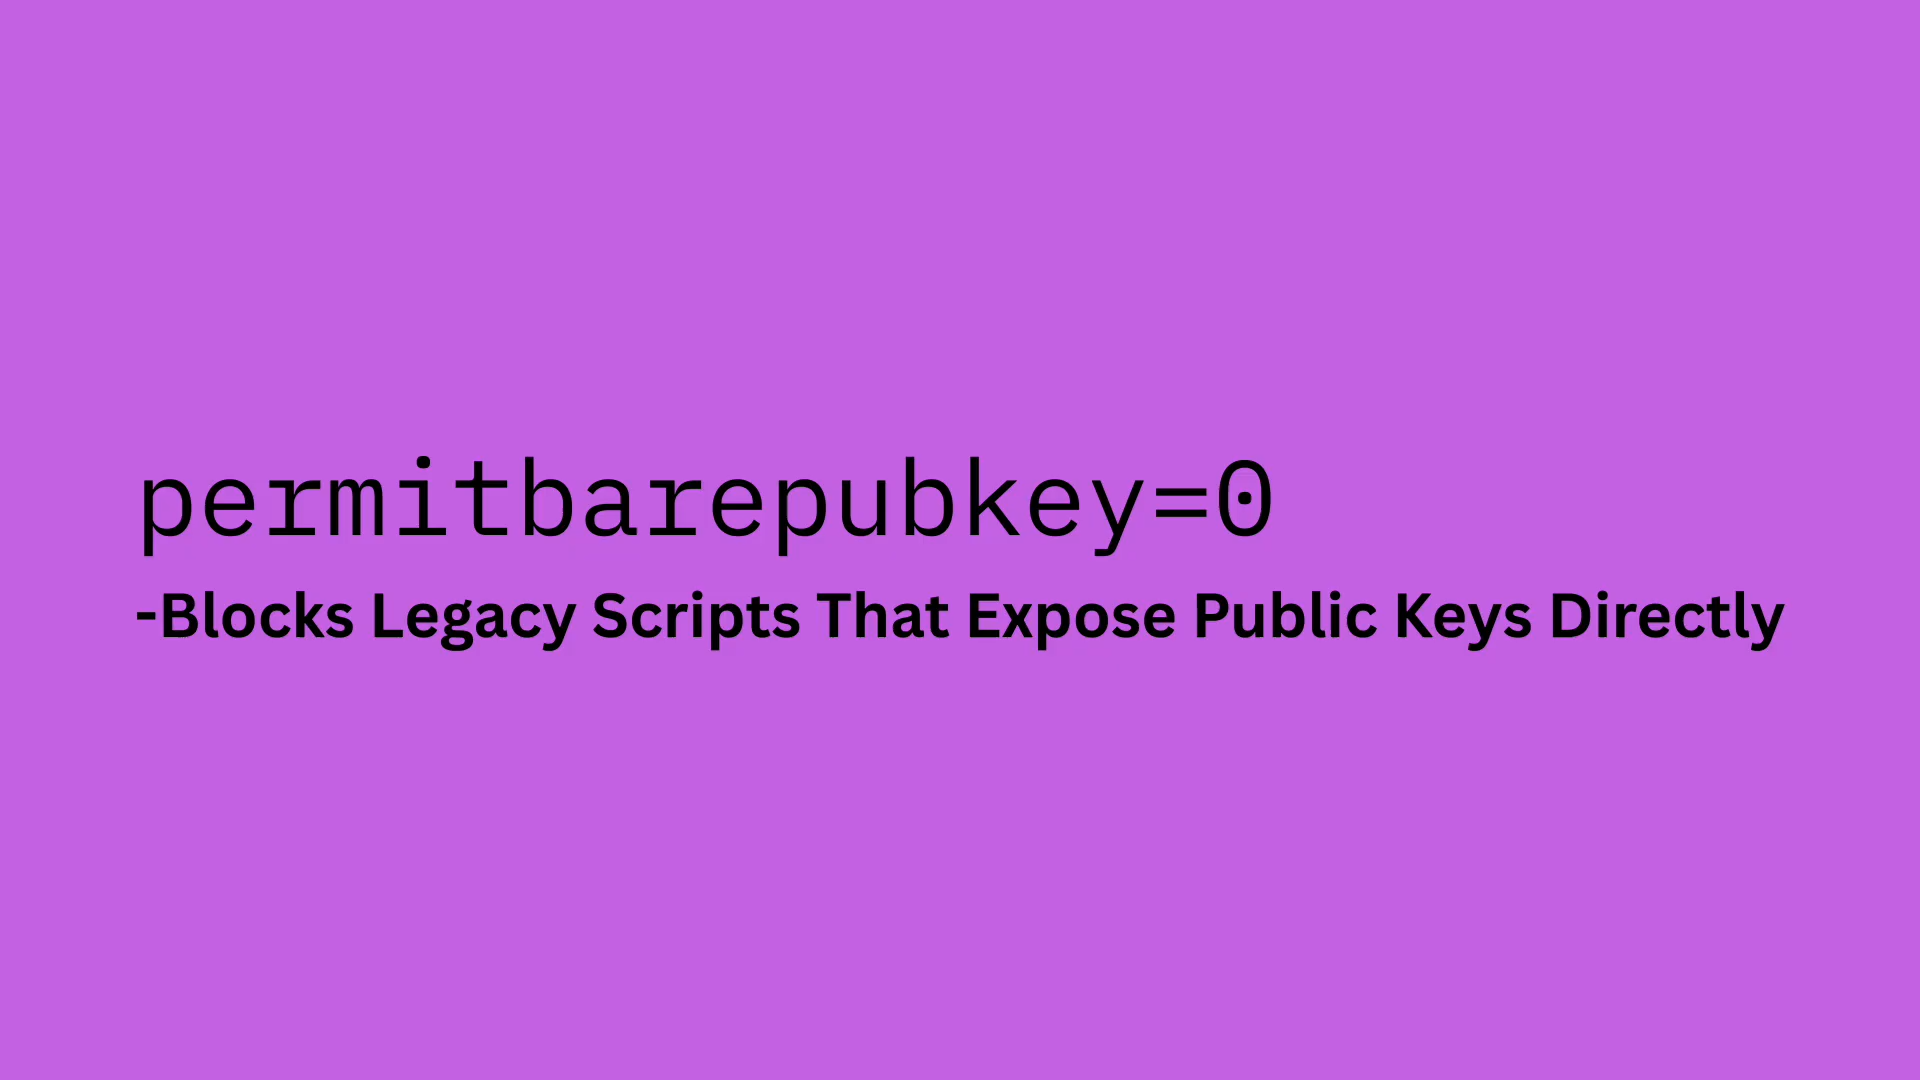 permitbarepubkey=0
-Blocks Legacy Scripts That Expose Public Keys Directly